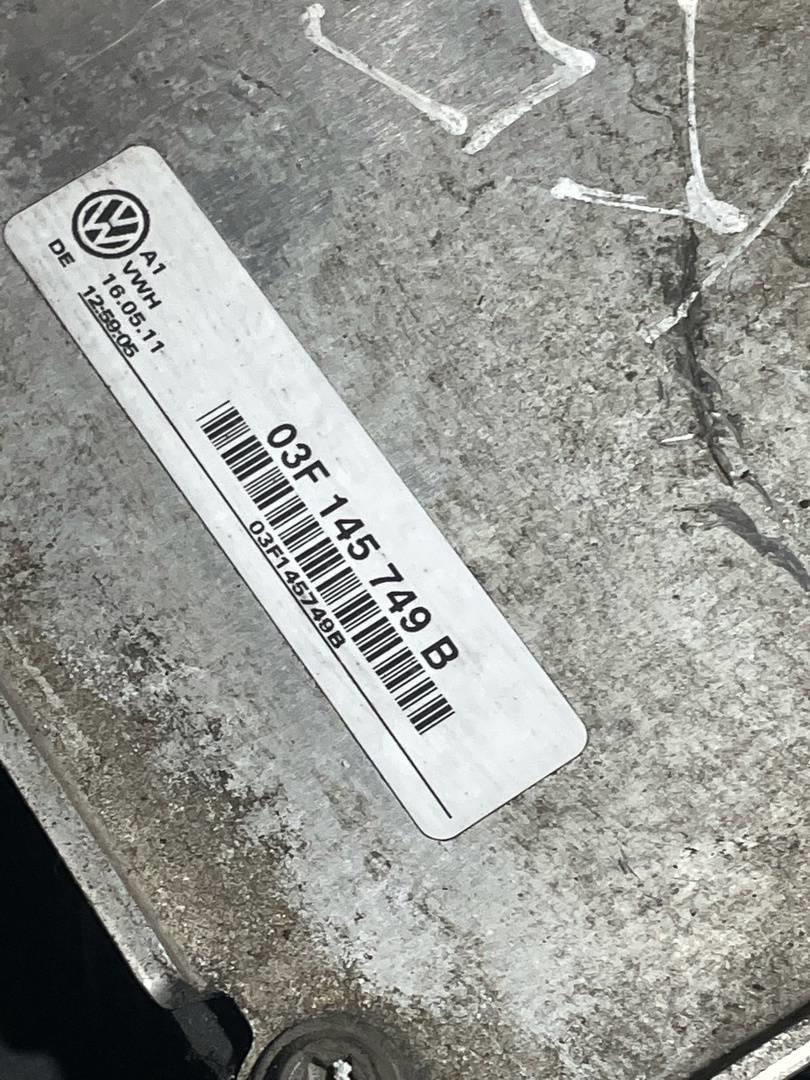 A1
VWH
16.05.11
DE 12:59:05
03F 145 749 B
03F145749B